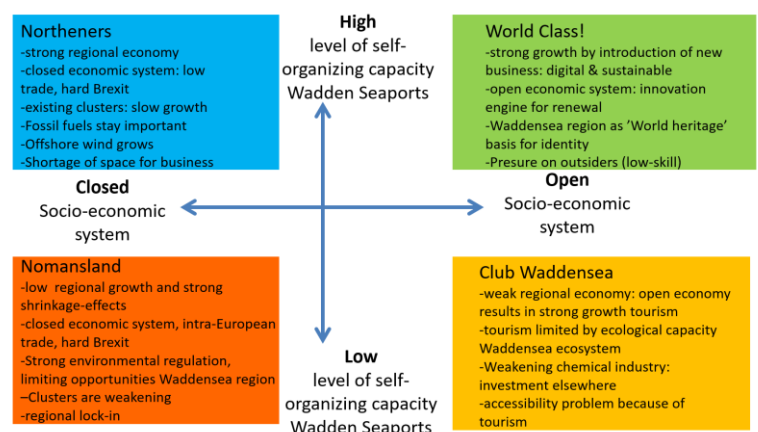 Northeners
-strong regional economy
-closed economic system: low
trade, hard Brexit
-existing clusters: slow growth
-Fossil fuels stay important
-Offshore wind grows
-Shortage of space for business
High
level of self-
organizing capacity
Wadden Seaports
World Class!
-strong growth by introduction of new
business: digital & sustainable
-open economic system: innovation
engine for renewal
-Waddensea region as ‘World heritage’
basis for identity
-Presure on outsiders (low-skill)
Closed
Socio-economic
system
Open
Socio-economic
system
Nomansland
-low  regional growth and strong
shrinkage-effects
-closed economic system, intra-European
trade, hard Brexit
-Strong environmental regulation,
limiting opportunities Waddensea region
–Clusters are weakening
-regional lock-in
Low
level of self-
organizing capacity
Wadden Seaports
Club Waddensea
-weak regional economy: open economy
results in strong growth tourism
-tourism limited by ecological capacity
Waddensea ecosystem
-Weakening chemical industry:
investment elsewhere
-accessibility problem because of
tourism